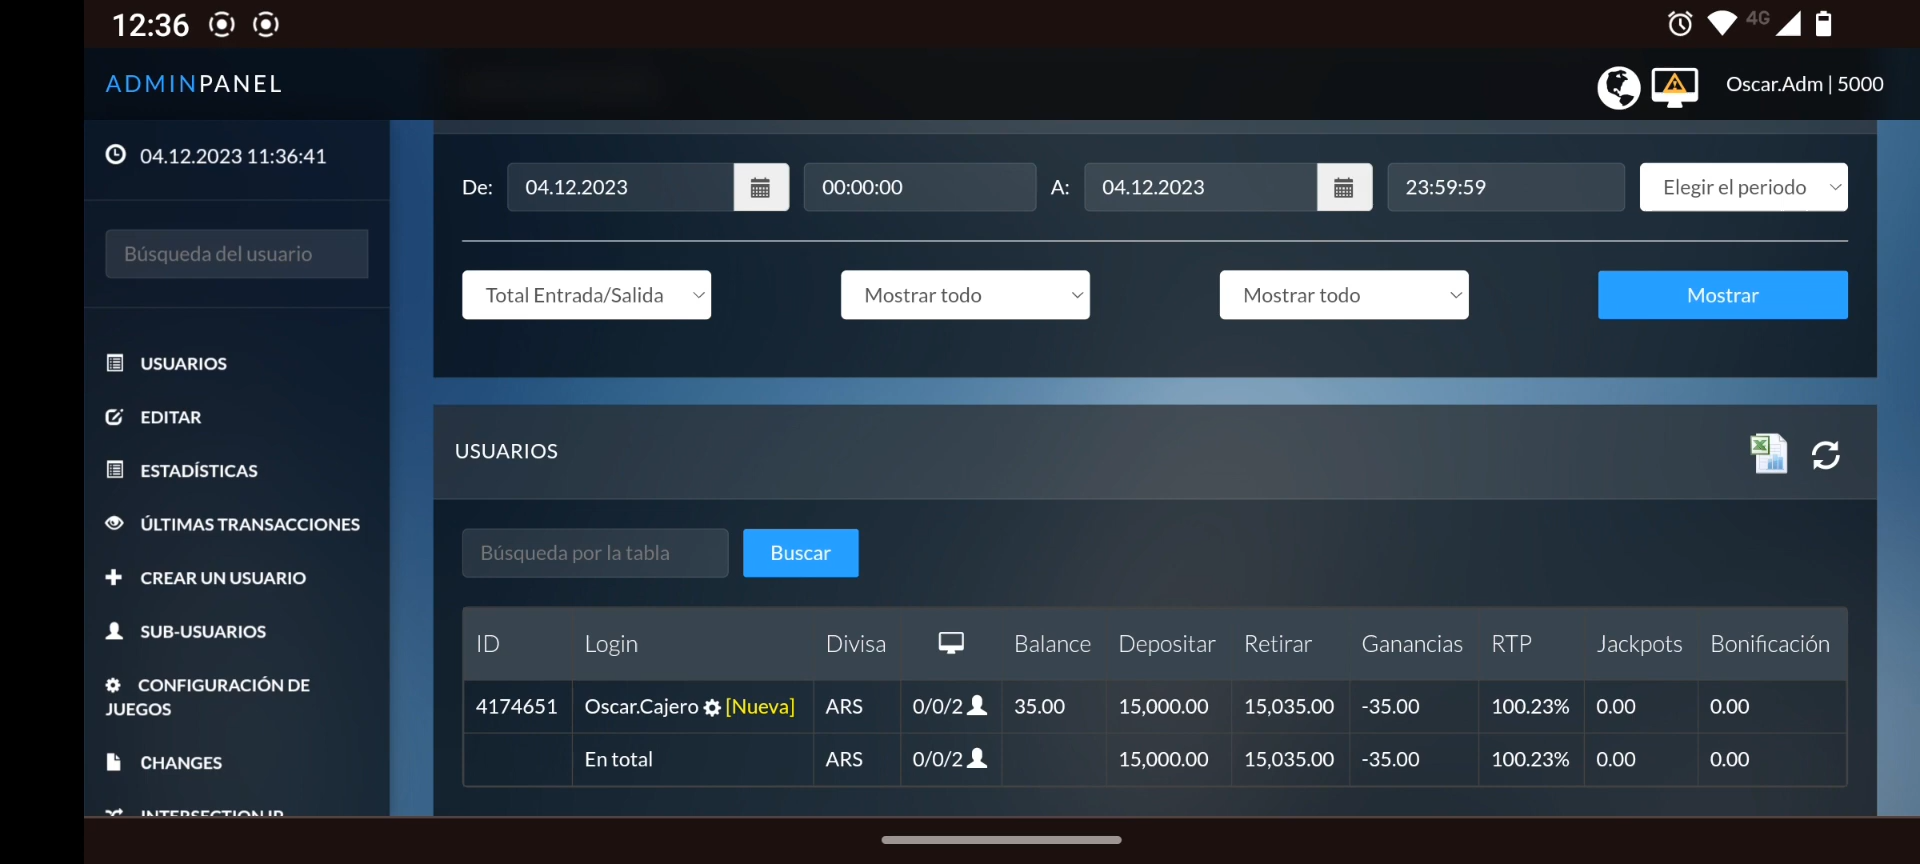 12:36
4G
ADMINPANEL
Oscar.Adm | 5000
04.12.2023 11:36:41
De: 04.12.2023 00:00:00 A: 04.12.2023 23:59:59 Elegir el periodo
Búsqueda del usuario
Total Entrada/Salida Mostrar todo Mostrar todo Mostrar
USUARIOS
EDITAR
ESTADÍSTICAS
ÚLTIMAS TRANSACCIONES
CREAR UN USUARIO
SUB-USUARIOS
CONFIGURACIÓN DE
JUEGOS
CHANGES
INTERSECTION IP
USUARIOS
Búsqueda por la tabla Buscar
ID Login Divisa Balance Depositar Retirar Ganancias RTP Jackpots Bonificación
4174651 Oscar.Cajero [Nueva] ARS 0/0/2 35.00 15,000.00 15,035.00 -35.00 100.23% 0.00 0.00
En total ARS 0/0/2 15,000.00 15,035.00 -35.00 100.23% 0.00 0.00